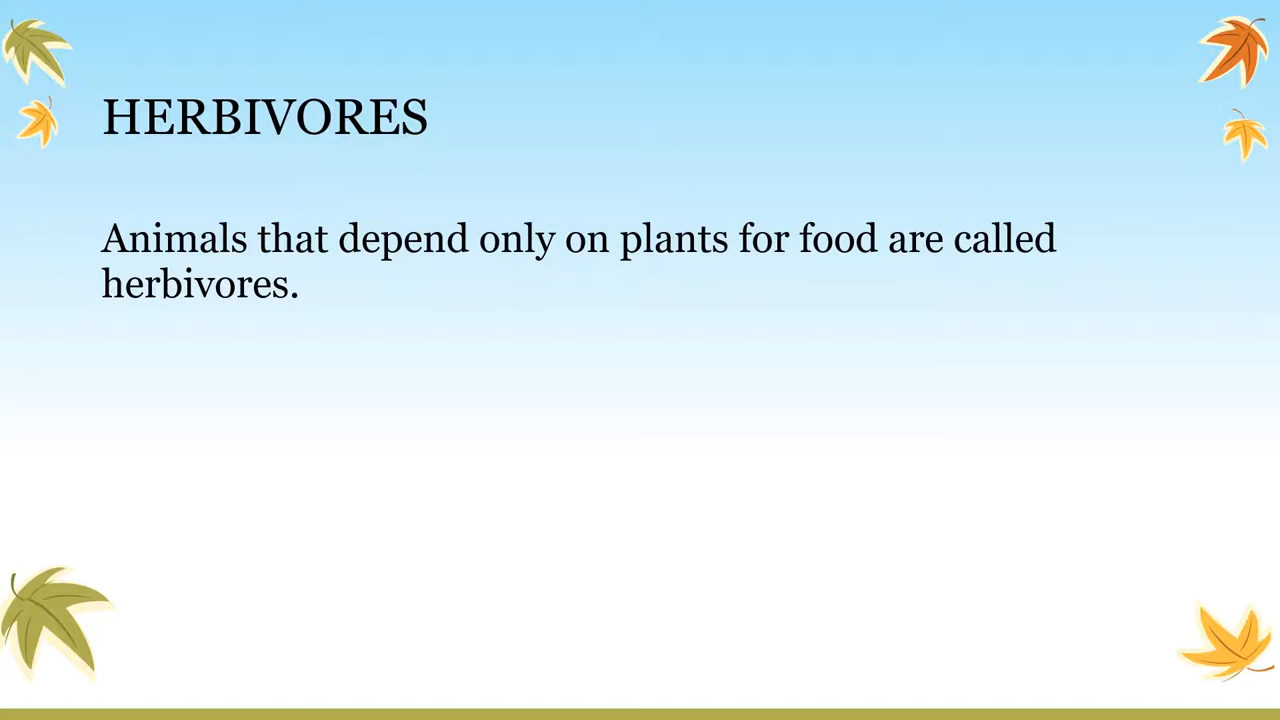 HERBIVORES
Animals that depend only on plants for food are called
herbivores.